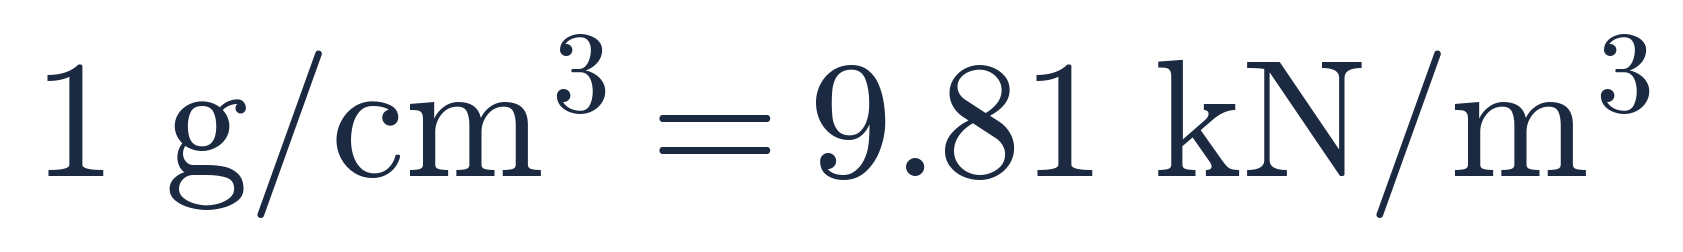 1 g/cm³ = 9.81 kN/m³